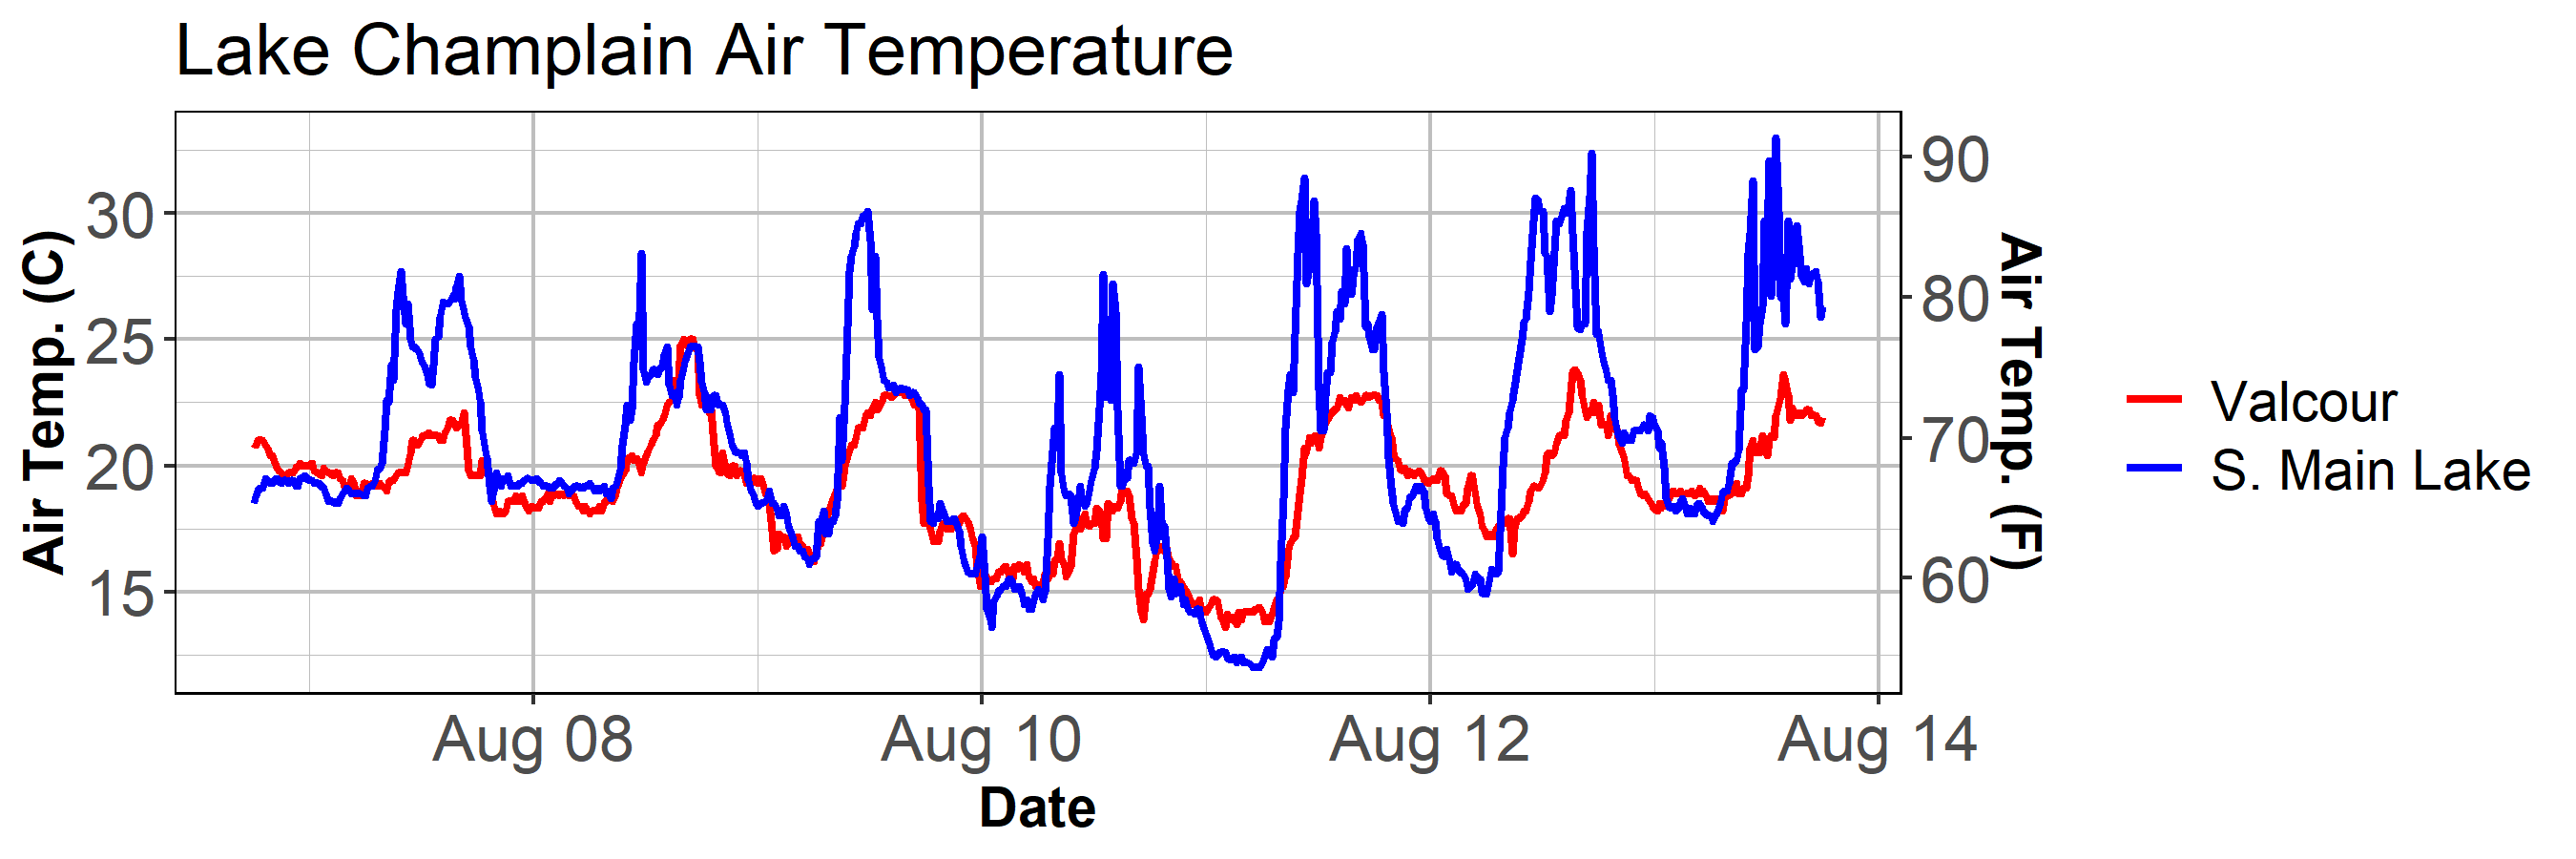 Lake Champlain Air Temperature
Air Temp. (C)
30
25
20
15
90
80
70
60
Air Temp. (F)
Aug 08
Aug 10
Aug 12
Aug 14
Date
Valcour
S. Main Lake